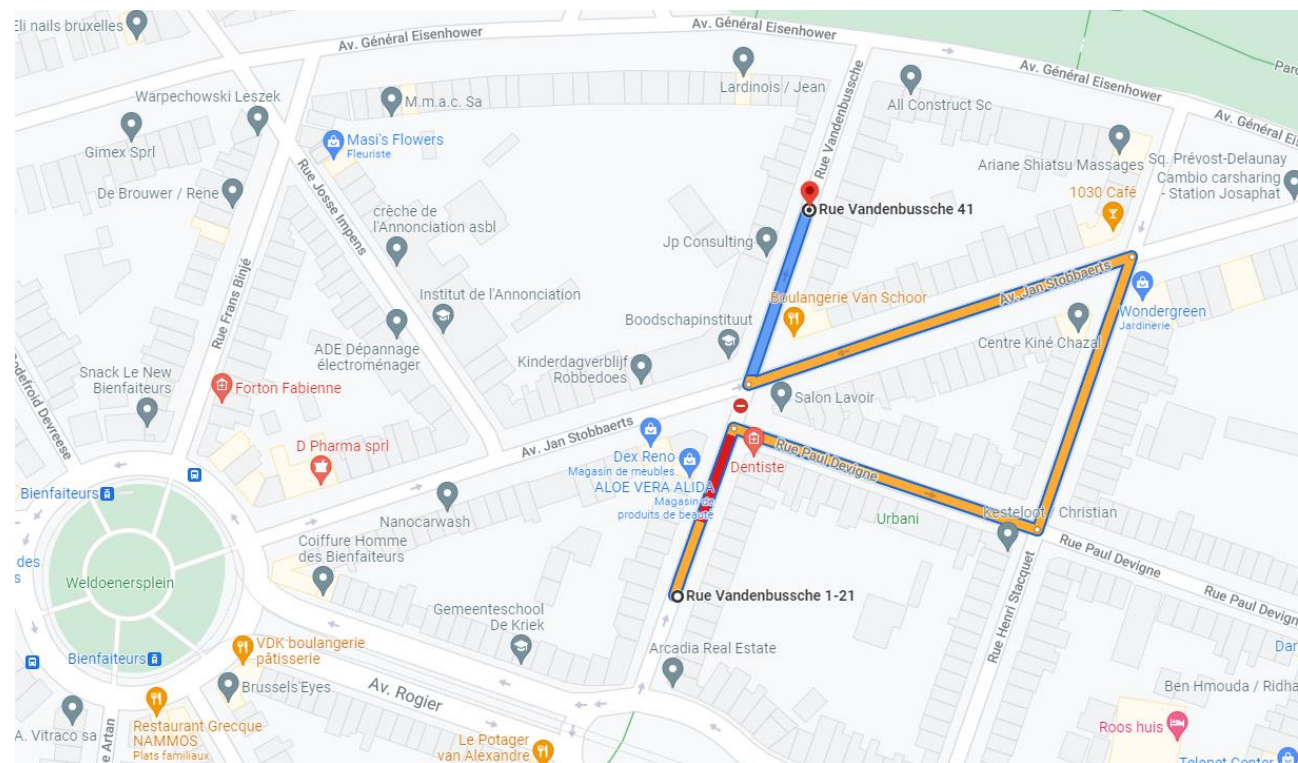 Eli nails bruxelles
Av. Général Eisenhower
Av. Général Eisenhower
Av. Général Eisenhower
Av. Général Eis
Parc
Warpechowski Leszek
M.m.a.c. Sa
Lardinois / Jean
All Construct Sc
Gimex Sprl
Masi's Flowers
Fleuriste
Rue Vandenbussche
Ariane Shiatsu Massages
Sq. Prévost-Delaunay
Cambio carsharing
- Station Josaphat
1030 Café
De Brouwer / Rene
Rue Josse Impens
crèche de
l'Annonciation asbl
Rue Vandenbussche 41
Jp Consulting
Rue Frans Binjé
Institut de l'Annonciation
Boulangerie Van Schoor
Av. Jan Stobbaerts
Wondergreen
Jardinerie
Boodschapinstituut
Centre Kiné Chazal
ADE Dépannage
électroménager
Kinderdagverblijf
Robbedoes
Snack Le New
Bienfaiteurs
Godefroid Devreese
Forton Fabienne
Salon Lavoir
Av. Jan Stobbaerts
D Pharma sprl
Dex Reno
Magasin de meubles
Dentiste
Rue Paul Devigne
ALOE VERA ALIDA
Magasin de
produits de beauté
Bienfaiteurs
Nanocarwash
Urbani
Kesteloot
Christian
Coiffure Homme
des Bienfaiteurs
Rue Paul Devigne
des
s
Weldoenersplein
Rue Vandenbussche 1-21
Rue Henri Stacquet
Rue Paul Devign
Gemeenteschool
De Kriek
VDK boulangerie
pâtisserie
Bienfaiteurs
Arcadia Real Estate
Dar
Brussels'Eyes
Av. Rogier
Ben Hmouda / Ridha
A. Vitraco sa
e Artan
Restaurant Grecque
NAMMOS
Plats familiaux
Le Potager
van Alexandre
Roos huis
Telenet Center